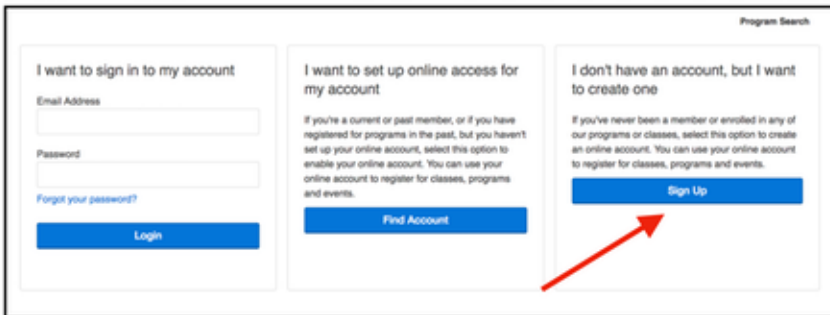 Program Search
I want to sign in to my account
Email Address
Password
Forgot your password?
Login
I want to set up online access for
my account
If you're a current or past member, or if you have
registered for programs in the past, but you haven't
set up your online account, select this option to
enable your online account. You can use your
online account to register for classes, programs
and events.
Find Account
I don't have an account, but I want
to create one
If you've never been a member or enrolled in any of
our programs or classes, select this option to create
an online account. You can use your online account
to register for classes, programs and events.
Sign Up